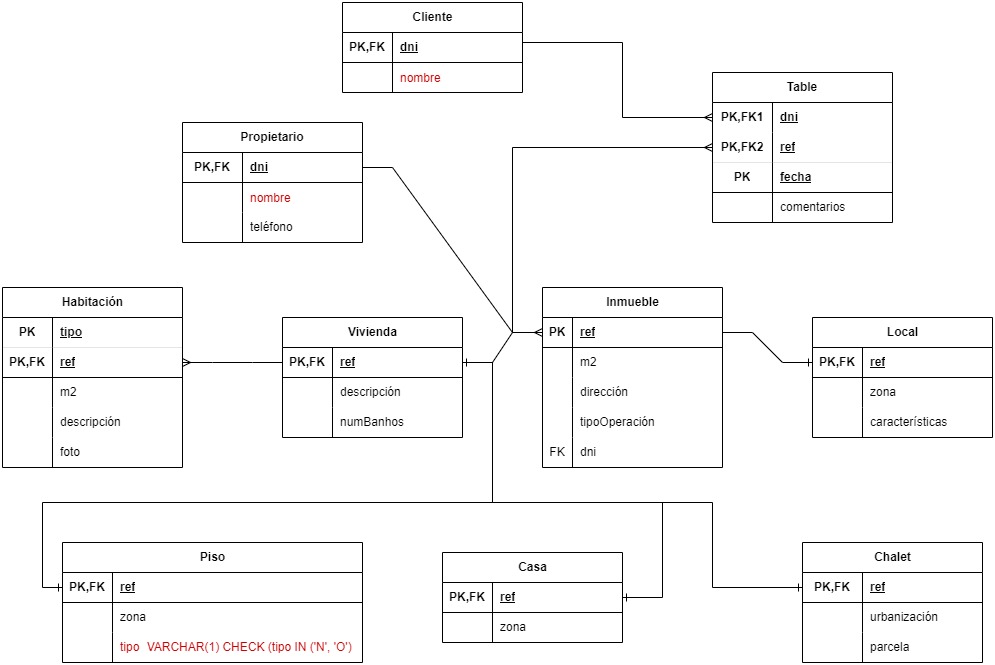 Cliente
PK,FK dni
nombre
Table
PK,FK1 dni
PK,FK2 ref
PK fecha
comentarios
Propietario
PK,FK dni
nombre
teléfono
Habitación
PK tipo
PK,FK ref
m2
descripción
foto
Vivienda
PK,FK ref
descripción
numBanhos
Inmueble
PK ref
m2
dirección
tipoOperación
FK dni
Local
PK,FK ref
zona
características
Piso
PK,FK ref
zona
tipo VARCHAR(1) CHECK (tipo IN ('N', 'O')
Casa
PK,FK ref
zona
Chalet
PK,FK ref
urbanización
parcela